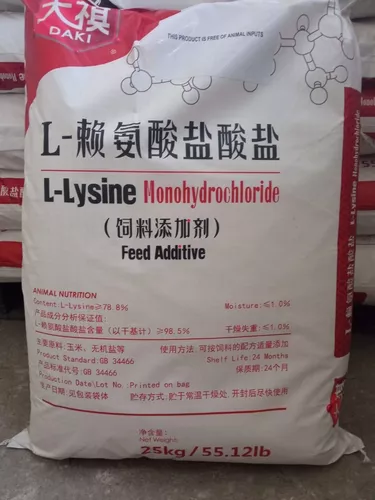 大祺
DAKI
THIS PRODUCT IS FREE OF ANIMAL INPUTS
L-赖氨酸盐酸盐
L-Lysine Monohydrochloride
(饲料添加剂)
Feed Additive
ANIMAL NUTRITION
Content:L-Lysine≥78.8% Moisture:≤1.0%
产品成分分析保证值:
L-赖氨酸盐酸盐含量(以干基计)≥98.5% 干燥失重:≤1.0%
主要原料:玉米、无机盐等 使用方法:可按饲料的配方适量添加
Product Standard:GB 34466 Shelf Life:24 Months
产品标准代号:GB 34466 保质期:24个月
Production Date\Lot No :Printed on bag
生产日期:见包装袋体 贮存方式:贮于常温干燥处,开封后尽快使用
净含量:
Net Weight:
25kg/55.12lb